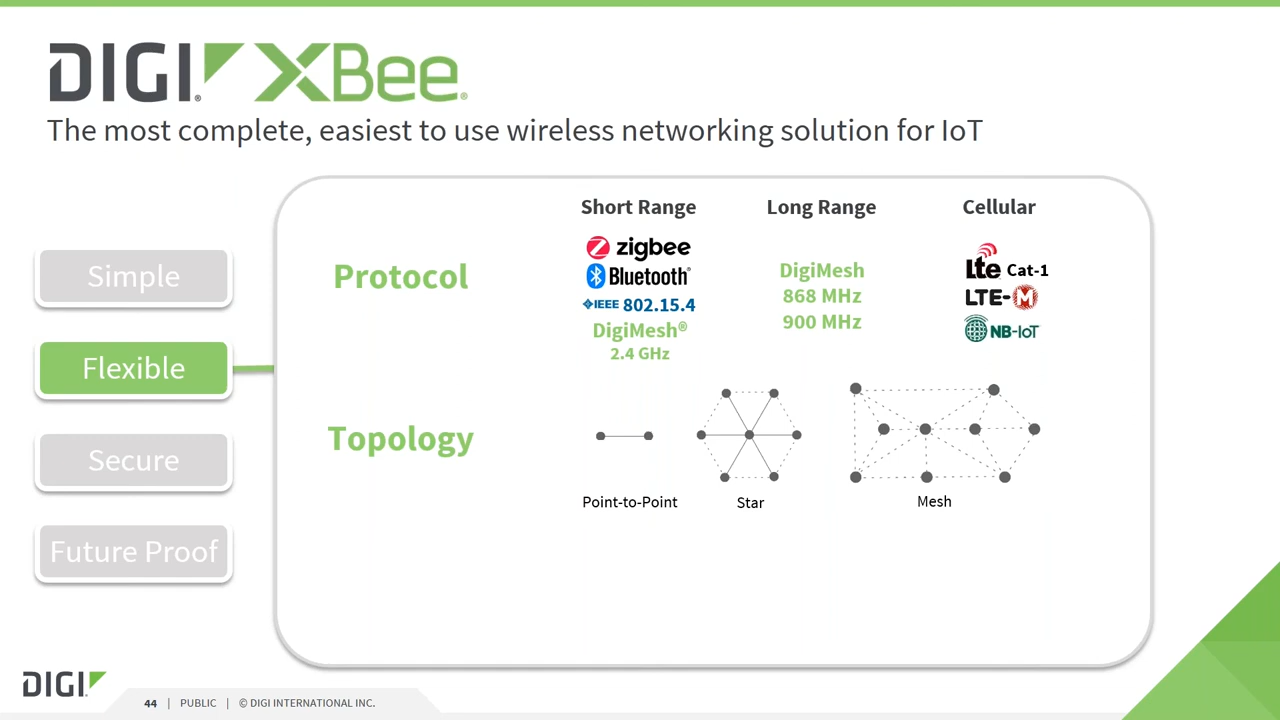 DIGI® XBee®
The most complete, easiest to use wireless networking solution for IoT
Simple
Flexible
Secure
Future Proof
Short Range
Long Range
Cellular
Protocol
zigbee
Bluetooth®
IEEE 802.15.4
DigiMesh®
2.4 GHz
DigiMesh
868 MHz
900 MHz
Lte Cat-1
LTE-M
NB-IoT
Topology
Point-to-Point
Star
Mesh
DIGI
44 | PUBLIC | © DIGI INTERNATIONAL INC.